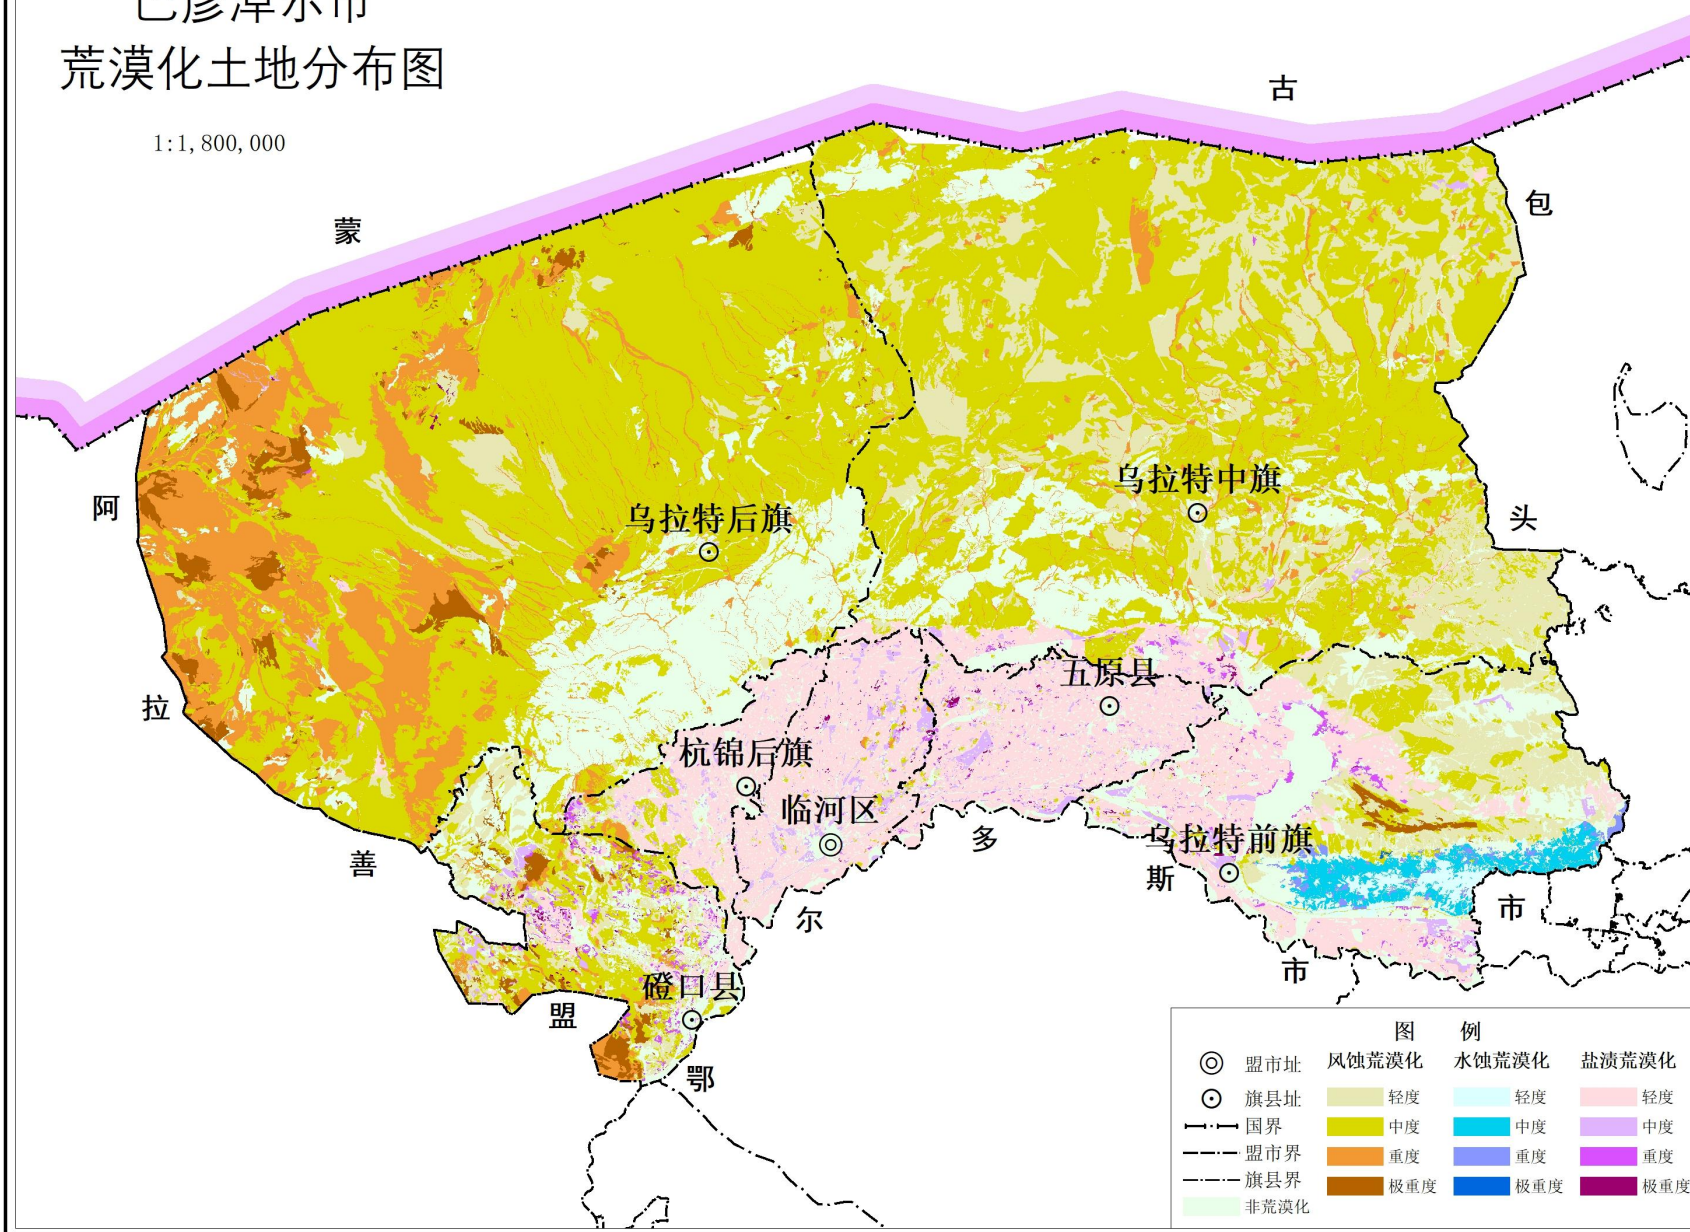 巴彦淖尔市
荒漠化土地分布图
1:1,800,000
古
蒙
包
阿
头
拉
善
盟
鄂
尔
多
斯
市
市
乌拉特后旗
乌拉特中旗
五原县
杭锦后旗
临河区
乌拉特前旗
磴口县
图 例
盟市址
旗县址
国界
盟市界
旗县界
非荒漠化
风蚀荒漠化
轻度
中度
重度
极重度
水蚀荒漠化
轻度
中度
重度
极重度
盐渍荒漠化
轻度
中度
重度
极重度